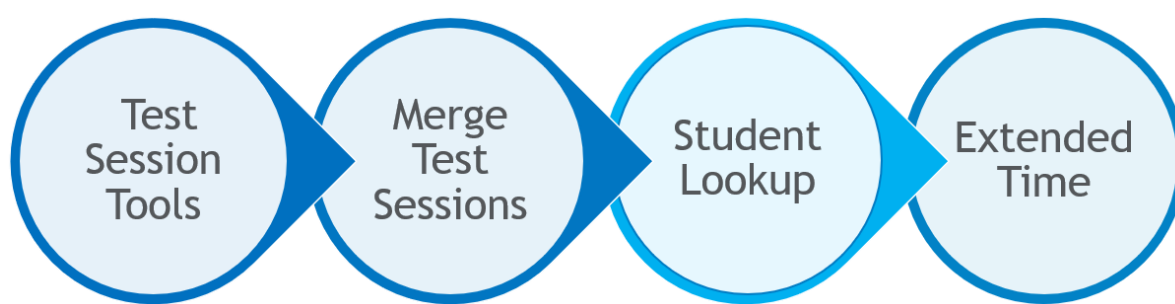 Test
Session
Tools
Merge
Test
Sessions
Student
Lookup
Extended
Time